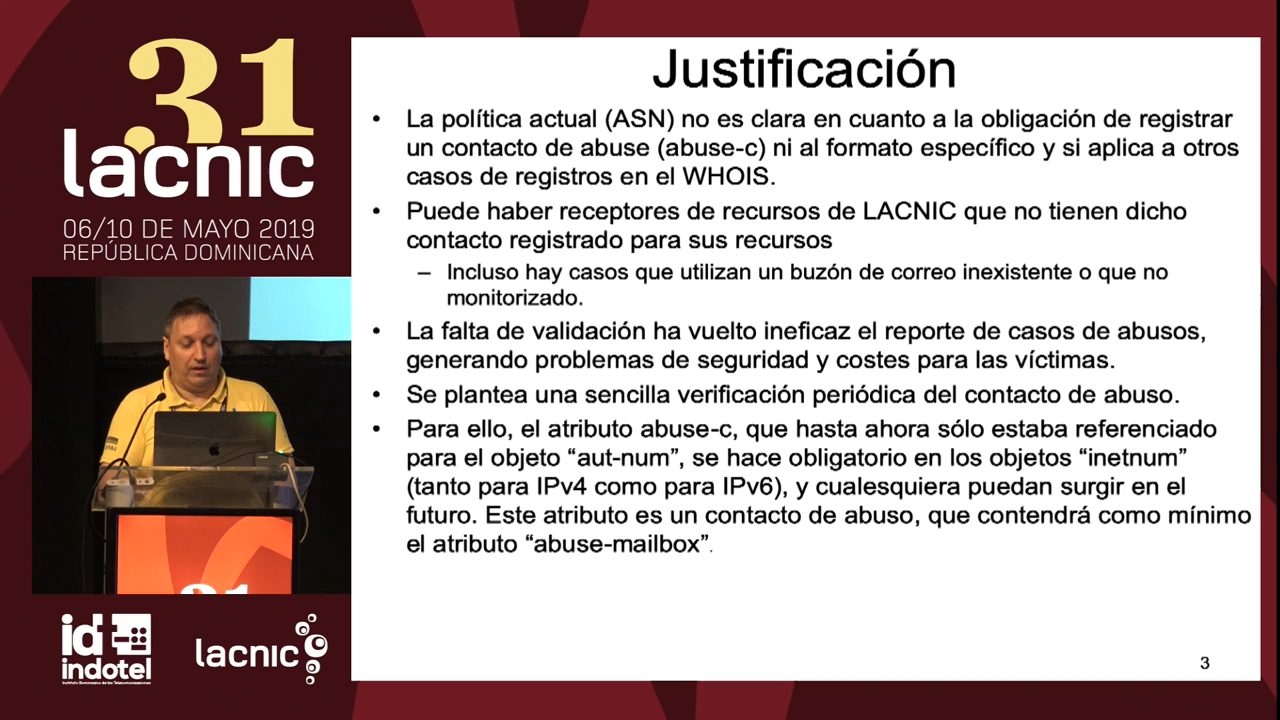 31
lacnic
06/10 DE MAYO 2019
REPÚBLICA DOMINICANA
Justificación
• La política actual (ASN) no es clara en cuanto a la obligación de registrar
un contacto de abuse (abuse-c) ni al formato específico y si aplica a otros
casos de registros en el WHOIS.
• Puede haber receptores de recursos de LACNIC que no tienen dicho
contacto registrado para sus recursos
– Incluso hay casos que utilizan un buzón de correo inexistente o que no
monitorizado.
• La falta de validación ha vuelto ineficaz el reporte de casos de abusos,
generando problemas de seguridad y costes para las víctimas.
• Se plantea una sencilla verificación periódica del contacto de abuso.
• Para ello, el atributo abuse-c, que hasta ahora sólo estaba referenciado
para el objeto “aut-num”, se hace obligatorio en los objetos “inetnum”
(tanto para IPv4 como para IPv6), y cualesquiera puedan surgir en el
futuro. Este atributo es un contacto de abuso, que contendrá como mínimo
el atributo “abuse-mailbox”.
3
31
id
indotel
Instituto Dominicano de las Telecomunicaciones
lacnic